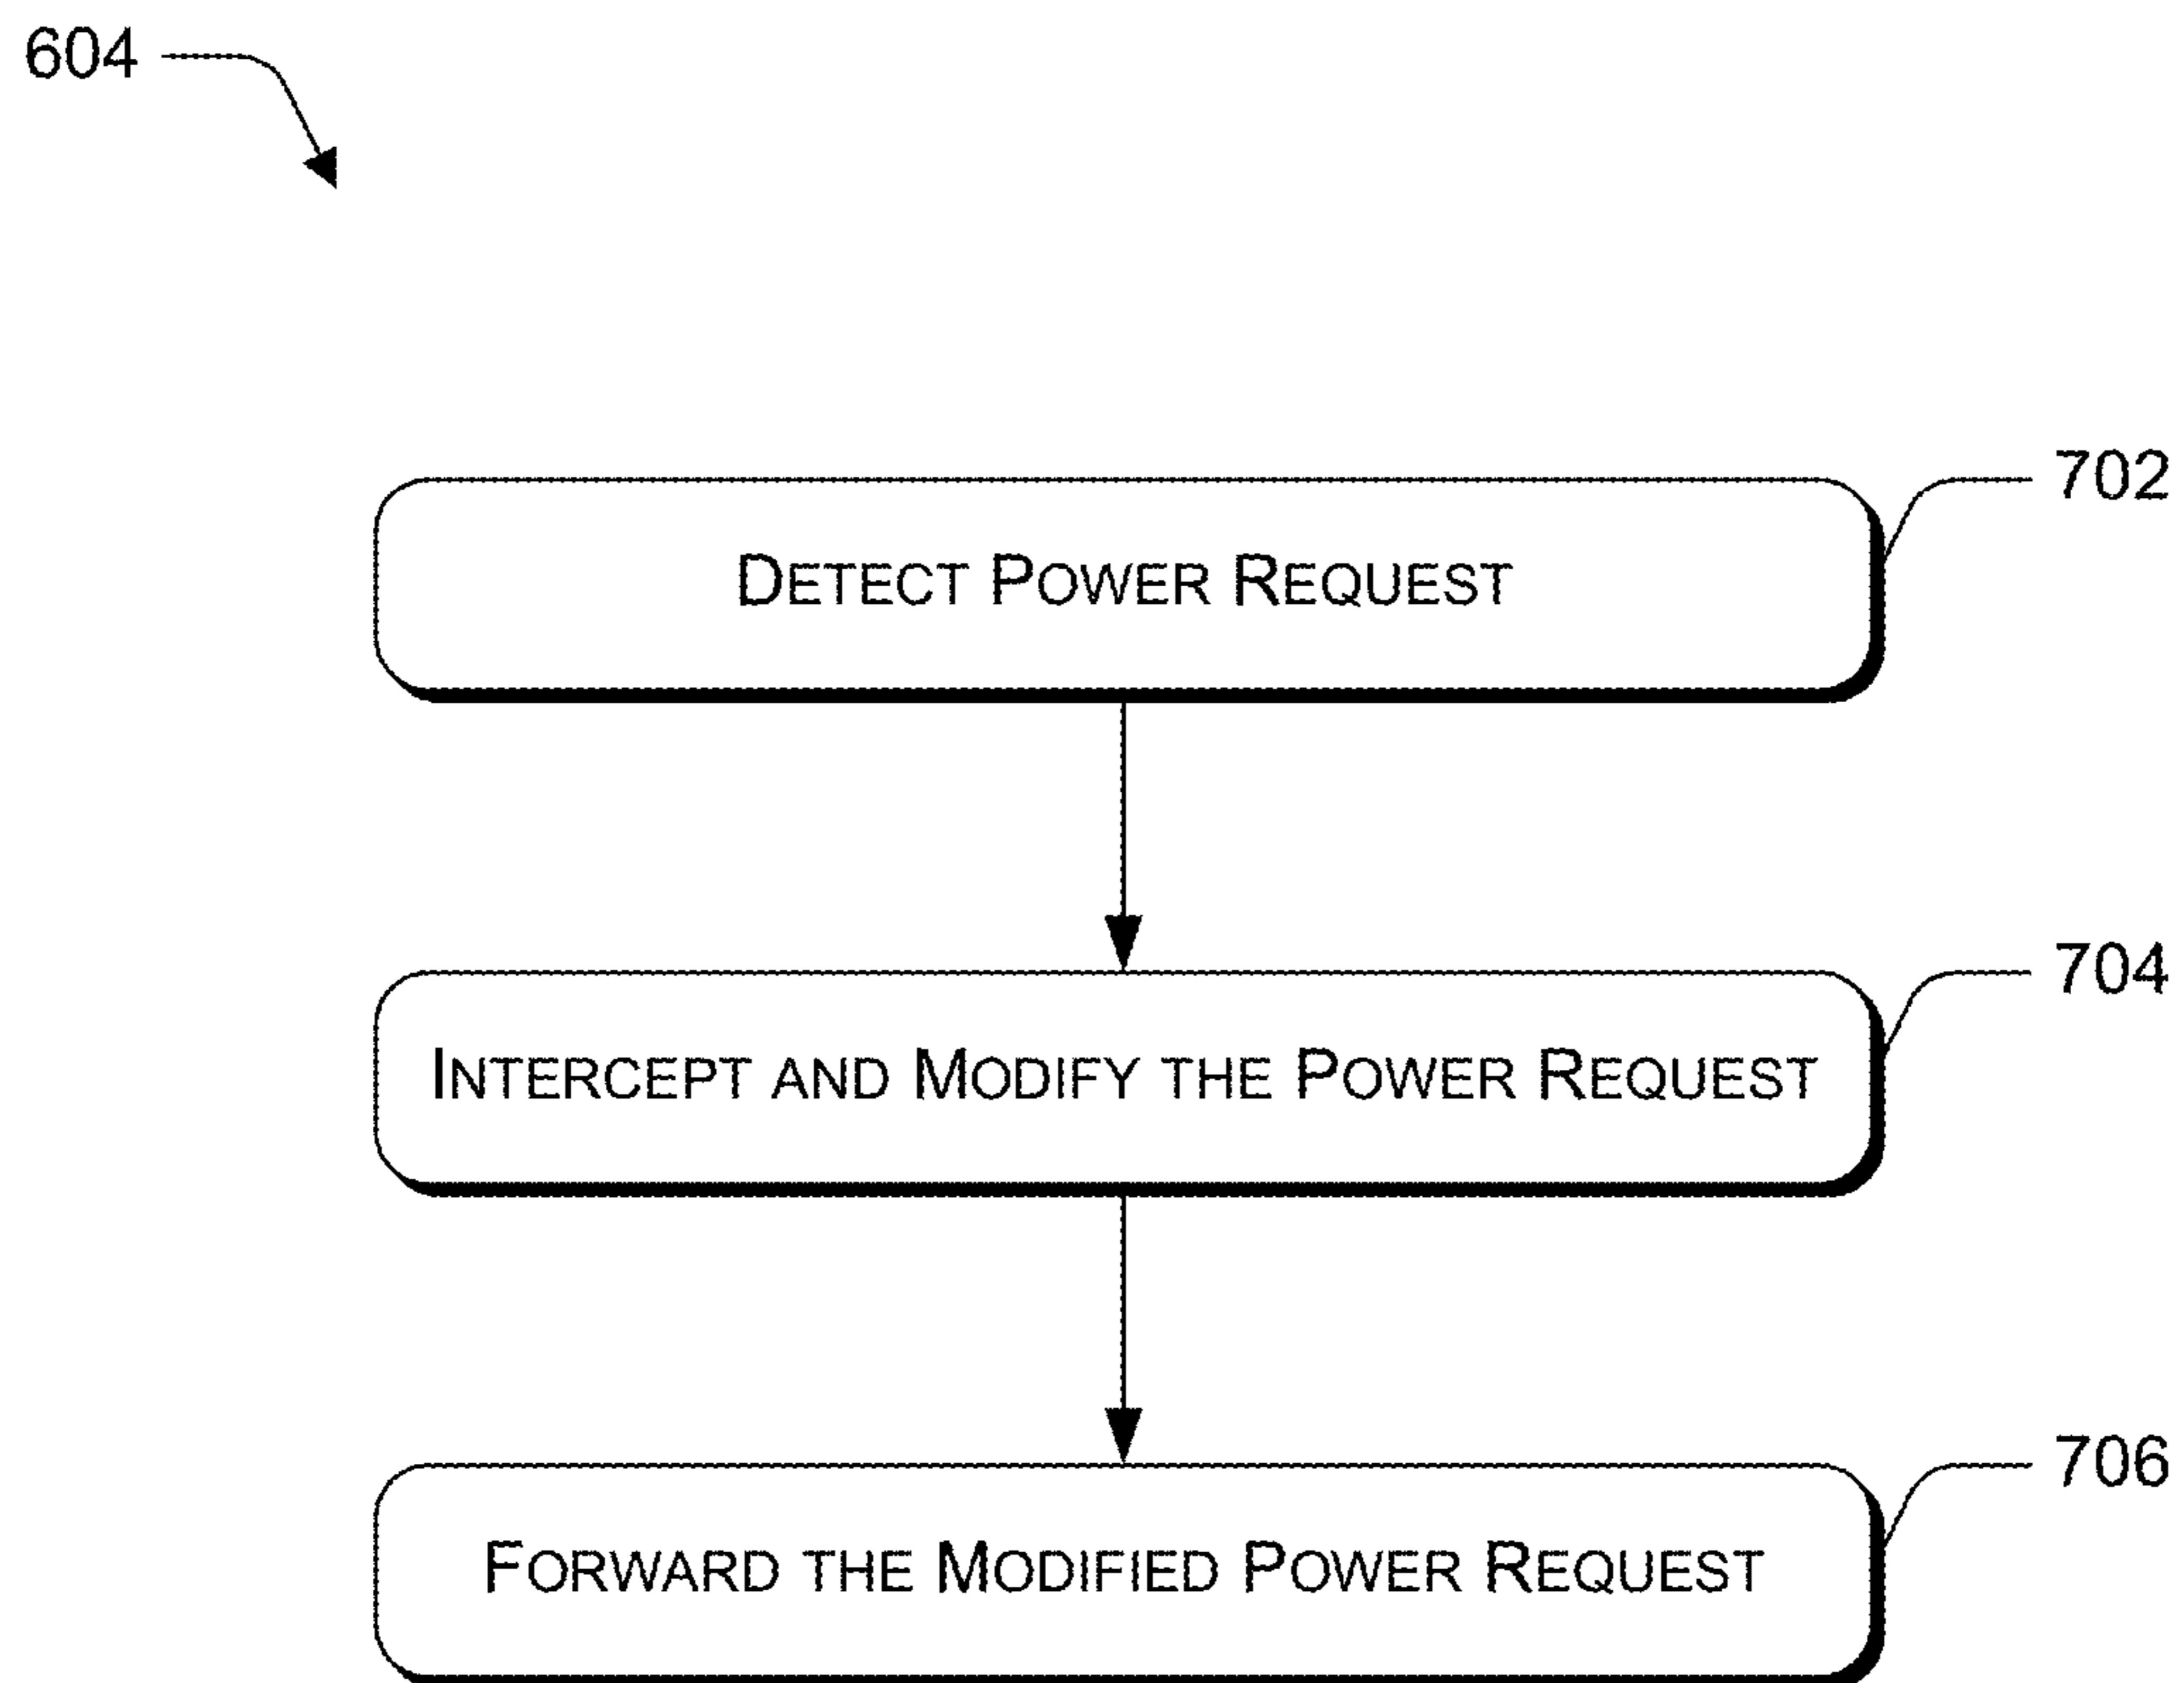 604
702
DETECT POWER REQUEST
704
INTERCEPT AND MODIFY THE POWER REQUEST
706
FORWARD THE MODIFIED POWER REQUEST